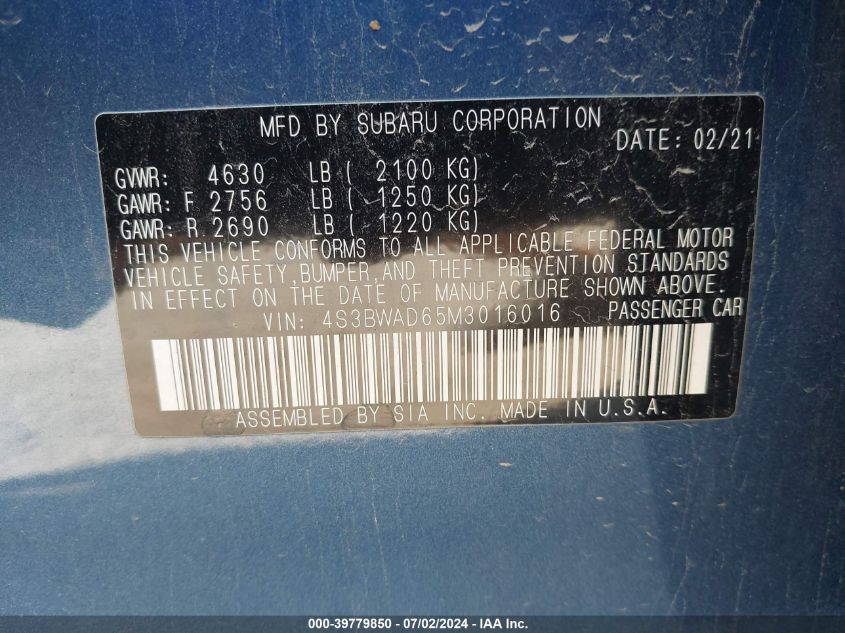 MFD BY SUBARU CORPORATION
DATE: 02/21
GVWR: 4630 LB ( 2100 KG)
GAWR: F 2756 LB ( 1250 KG)
GAWR: R 2690 LB ( 1220 KG)
THIS VEHICLE CONFORMS TO ALL APPLICABLE FEDERAL MOTOR
VEHICLE SAFETY,BUMPER,AND THEFT PREVENTION STANDARDS
IN EFFECT ON THE DATE OF MANUFACTURE SHOWN ABOVE.
VIN: 4S3BWAD65M3016016 PASSENGER CAR
ASSEMBLED BY SIA INC. MADE IN U.S.A.
000-39779850 - 07/02/2024 - IAA Inc.